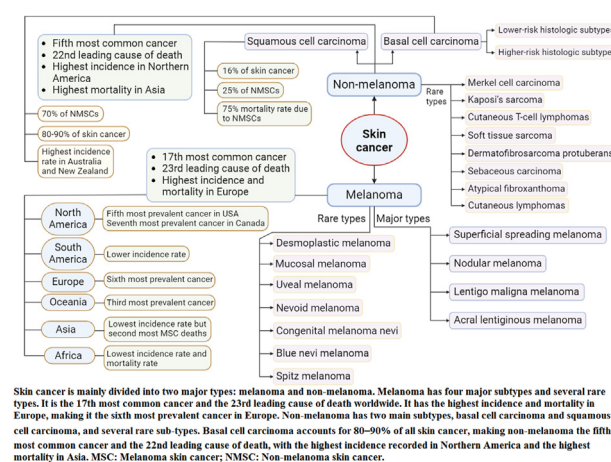 Lower-risk histologic subtypes
Squamous cell carcinoma
Basal cell carcinoma
Higher-risk histologic subtypes
• Fifth most common cancer
• 22nd leading cause of death
• Highest incidence in Northern
America
• Highest mortality in Asia
16% of skin cancer
25% of NMSCs
75% mortality rate due
to NMSCs
Non-melanoma
Rare
types
Merkel cell carcinoma
Kaposi's sarcoma
Cutaneous T-cell lymphomas
Soft tissue sarcoma
Dermatofibrosarcoma protuberans
Sebaceous carcinoma
Atypical fibroxanthoma
Cutaneous lymphomas
70% of NMSCs
80-90% of skin cancer
Highest incidence
rate in Australia
and New Zealand
Skin
cancer
• 17th most common cancer
• 23rd leading cause of death
• Highest incidence and
mortality in Europe
Melanoma
Rare types
Major types
North
America
Fifth most prevalent cancer in USA
Seventh most prevalent cancer in Canada
South
America
Lower incidence rate
Europe
Sixth most prevalent cancer
Oceania
Third most prevalent cancer
Asia
Lowest incidence rate but
second most MSC deaths
Africa
Lowest incidence rate and
mortality rate
Desmoplastic melanoma
Mucosal melanoma
Uveal melanoma
Nevoid melanoma
Congenital melanoma nevi
Blue nevi melanoma
Spitz melanoma
Superficial spreading melanoma
Nodular melanoma
Lentigo maligna melanoma
Acral lentiginous melanoma
Skin cancer is mainly divided into two major types: melanoma and non-melanoma. Melanoma has four major subtypes and several rare
types. It is the 17th most common cancer and the 23rd leading cause of death worldwide. It has the highest incidence and mortality in
Europe, making it the sixth most prevalent cancer in Europe. Non-melanoma has two main subtypes, basal cell carcinoma and squamous
cell carcinoma, and several rare sub-types. Basal cell carcinoma accounts for 80–90% of all skin cancer, making non-melanoma the fifth
most common cancer and the 22nd leading cause of death, with the highest incidence recorded in Northern America and the highest
mortality in Asia. MSC: Melanoma skin cancer; NMSC: Non-melanoma skin cancer.